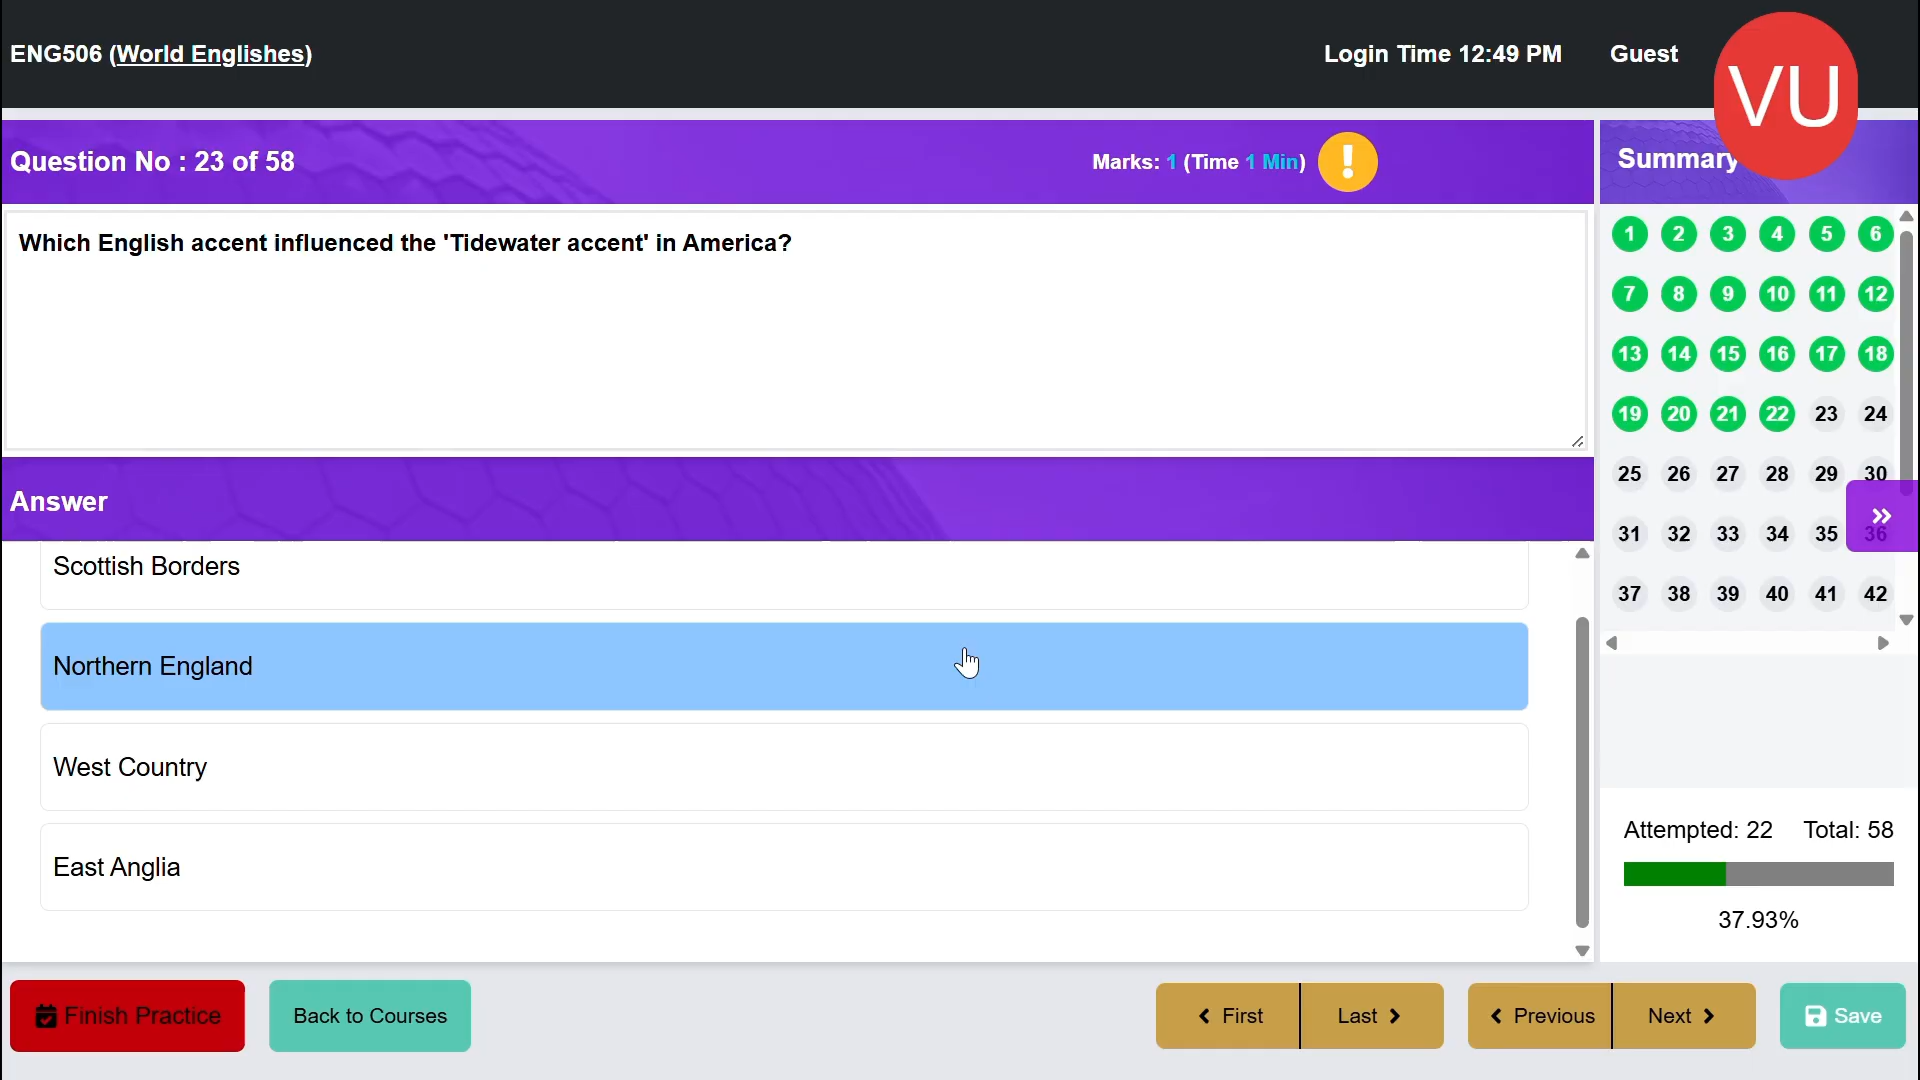 ENG506 (World Englishes)
Login Time 12:49 PM
Guest
VU
Question No : 23 of 58
Marks: 1 (Time 1 Min)
!
Summary
Which English accent influenced the 'Tidewater accent' in America?
1 2 3 4 5 6
7 8 9 10 11 12
13 14 15 16 17 18
19 20 21 22 23 24
25 26 27 28 29 30
31 32 33 34 35 36
37 38 39 40 41 42
Answer
Scottish Borders
Northern England
West Country
East Anglia
Attempted: 22 Total: 58
37.93%
Finish Practice
Back to Courses
First
Last
Previous
Next
Save